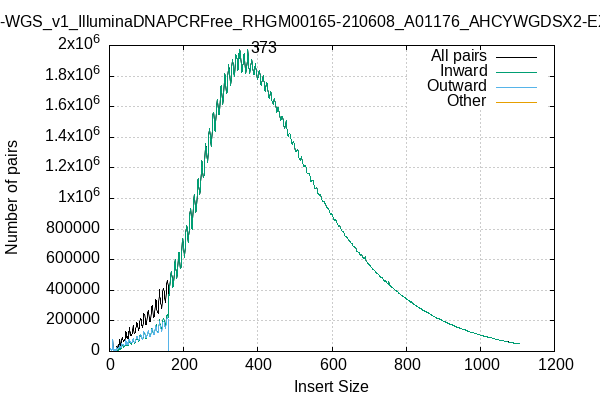 -WGS_v1_IlluminaDNAPCRFree_RHGM00165-210608_A01176_AHCYWGDSX2-E
373
All pairs
Inward
Outward
Other
2x10^6
1.8x10^6
1.6x10^6
1.4x10^6
1.2x10^6
1x10^6
800000
600000
400000
200000
0
Number of pairs
0 200 400 600 800 1000 1200
Insert Size